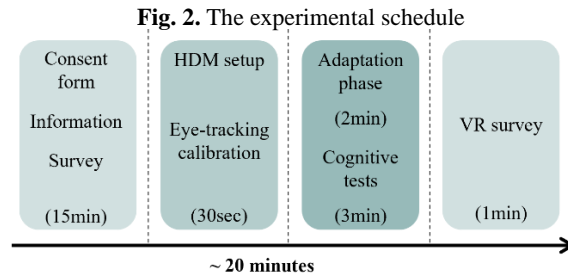 Fig. 2. The experimental schedule
Consent
form
Information
Survey
(15min)
HDM setup
Eye-tracking
calibration
(30sec)
Adaptation
phase
(2min)
Cognitive
tests
(3min)
VR survey
(1min)
~ 20 minutes